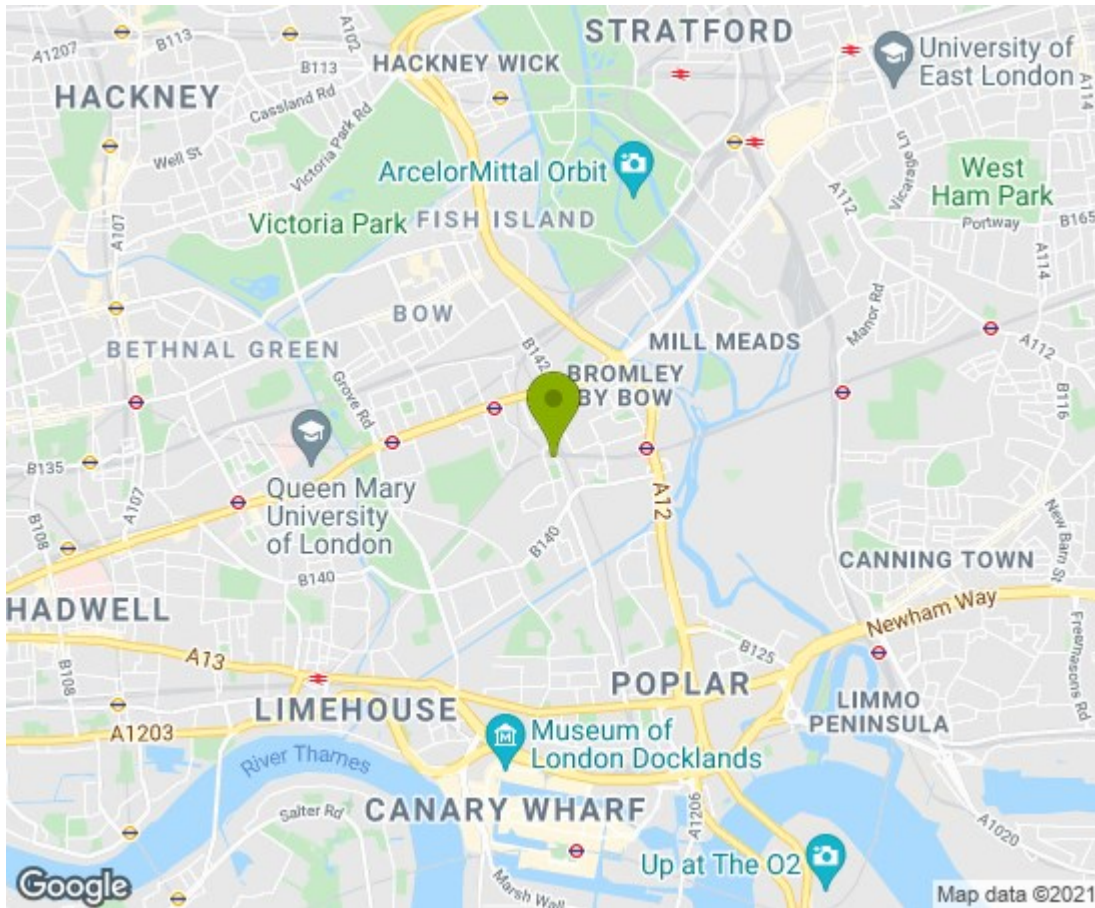 A1207
B113
A102
STRATFORD
University of
East London
HACKNEY WICK
B113
A114
HACKNEY
Cassland Rd
Victoria Park Rd
Well St
ArcelorMittal Orbit
Vicarage Ln
West
Ham Park
A112
Portway
B165
Victoria Park
FISH ISLAND
A107
A114
BOW
Manor Rd
BETHNAL GREEN
B142
MILL MEADS
A112
BROMLEY
BY BOW
Grove Rd
B116
B135
A107
Queen Mary
University
of London
A12
B108
B140
New Barn St
B140
CANNING TOWN
HADWELL
Newham Way
A13
B125
Freemasons Rd
B108
POPLAR
LIMEHOUSE
LIMMO
PENINSULA
A1203
Museum of
London Docklands
River Thames
Salter Rd
CANARY WHARF
A1206
A1020
Up at The O2
Marsh Wall
Google
Map data ©2021